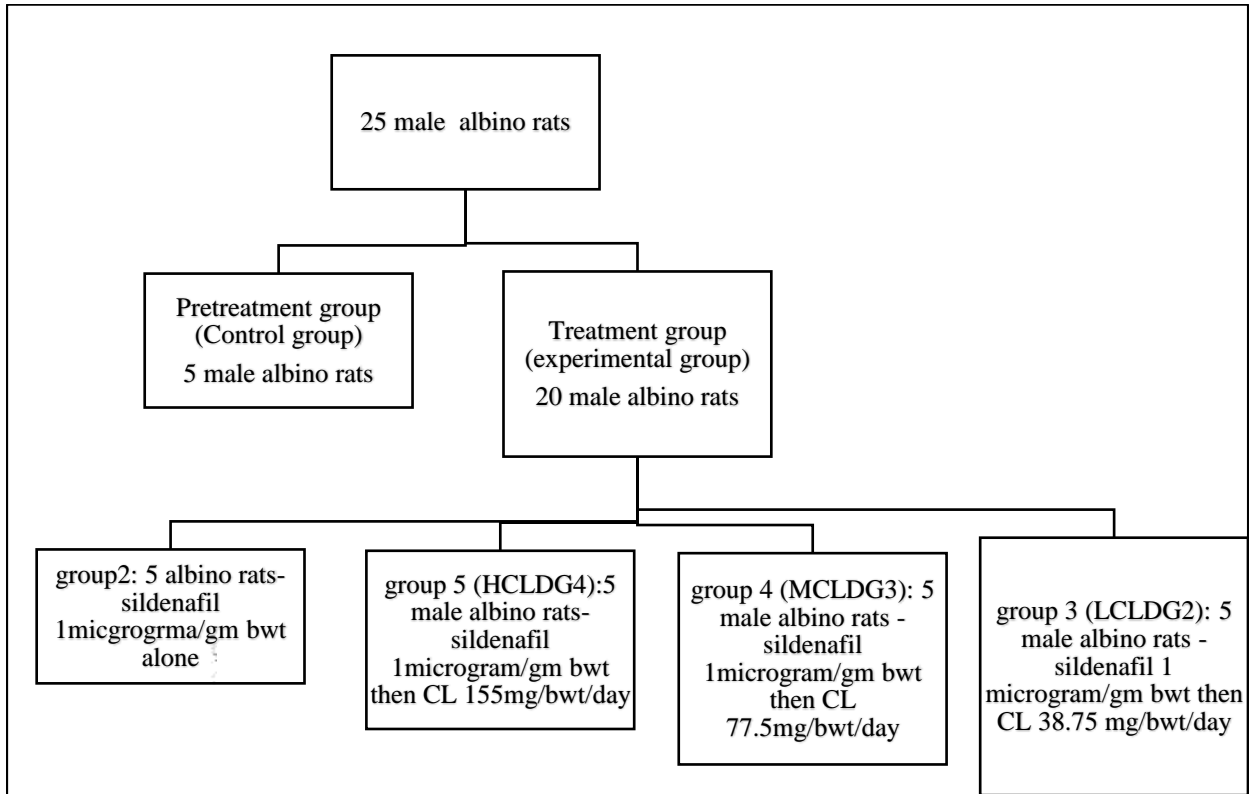 25 male  albino rats
Pretreatment group
(Control group)
5 male albino rats
Treatment group
(experimental group)
20 male albino rats
group2: 5 albino rats-
sildenafil
1micgrogrma/gm bwt
alone
group 5 (HCLDG4):5
male albino rats-
sildenafil
1microgram/gm bwt
then CL 155mg/bwt/day
group 4 (MCLDG3): 5
male albino rats -
sildenafil
1microgram/gm bwt
then CL
77.5mg/bwt/day
group 3 (LCLDG2): 5
male albino rats -
sildenafil 1
microgram/gm bwt then
CL 38.75 mg/bwt/day